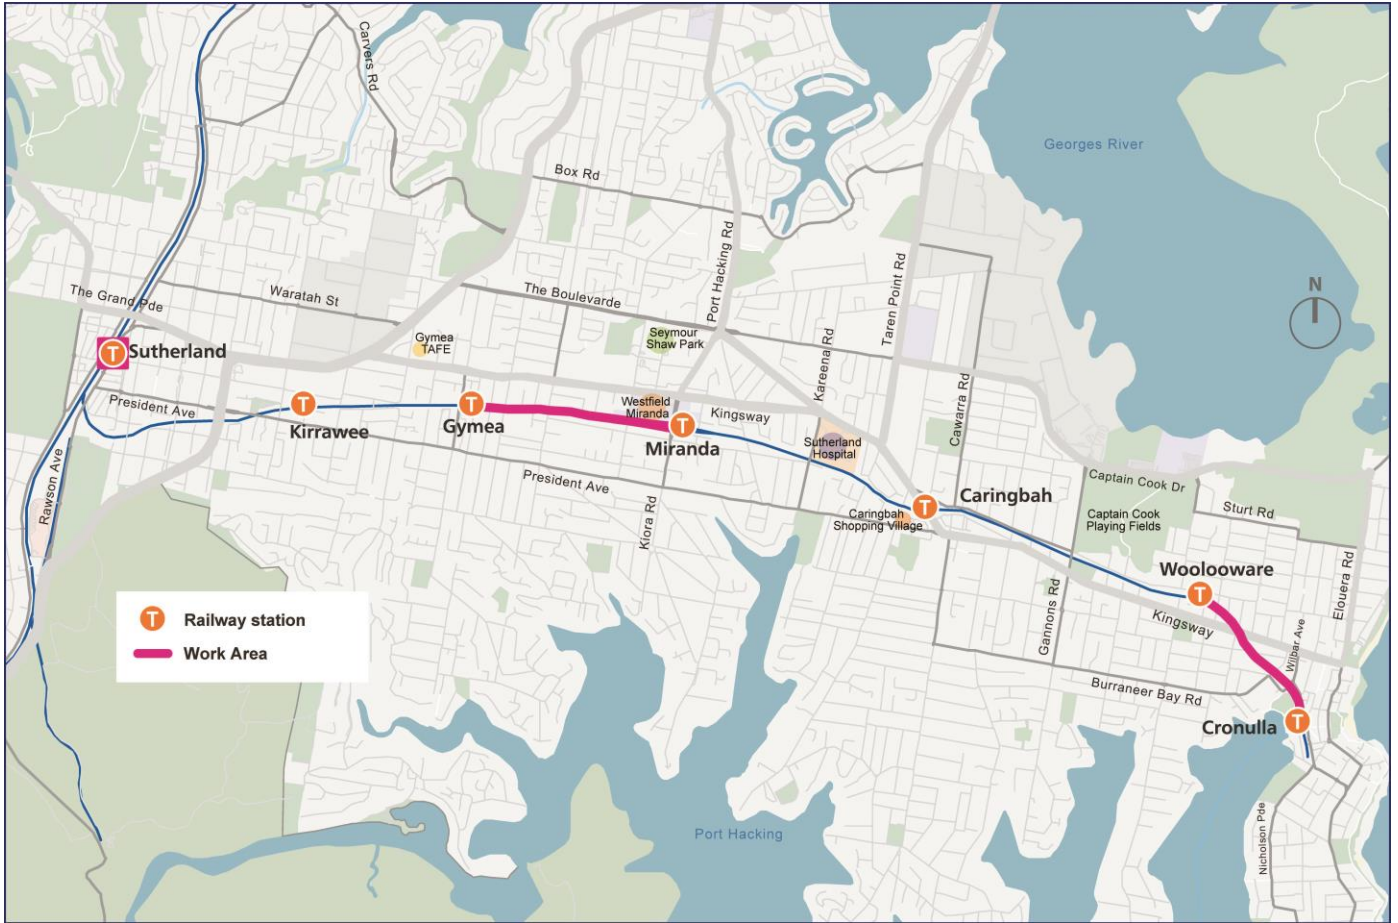 Carvers Rd
Georges River
Box Rd
Port Hacking Rd
Taren Point Rd
N
The Grand Pde
Waratah St
The Boulevarde
Gymea
TAFE
Seymour
Shaw Park
Kareena Rd
Sutherland
T
President Ave
T
Kirrawee
T
Gymea
Westfield
Miranda
Kingsway
T
Miranda
Sutherland
Hospital
Cawarra Rd
Rawson Ave
President Ave
Kiora Rd
Caringbah
Shopping Village
T
Caringbah
Captain Cook Dr
Captain Cook
Playing Fields
Sturt Rd
Woolooware
T
Elouera Rd
Gannons Rd
Kingsway
Wilbar Ave
T Railway station
Work Area
Burraneer Bay Rd
Cronulla
T
Port Hacking
Nicholson Pde